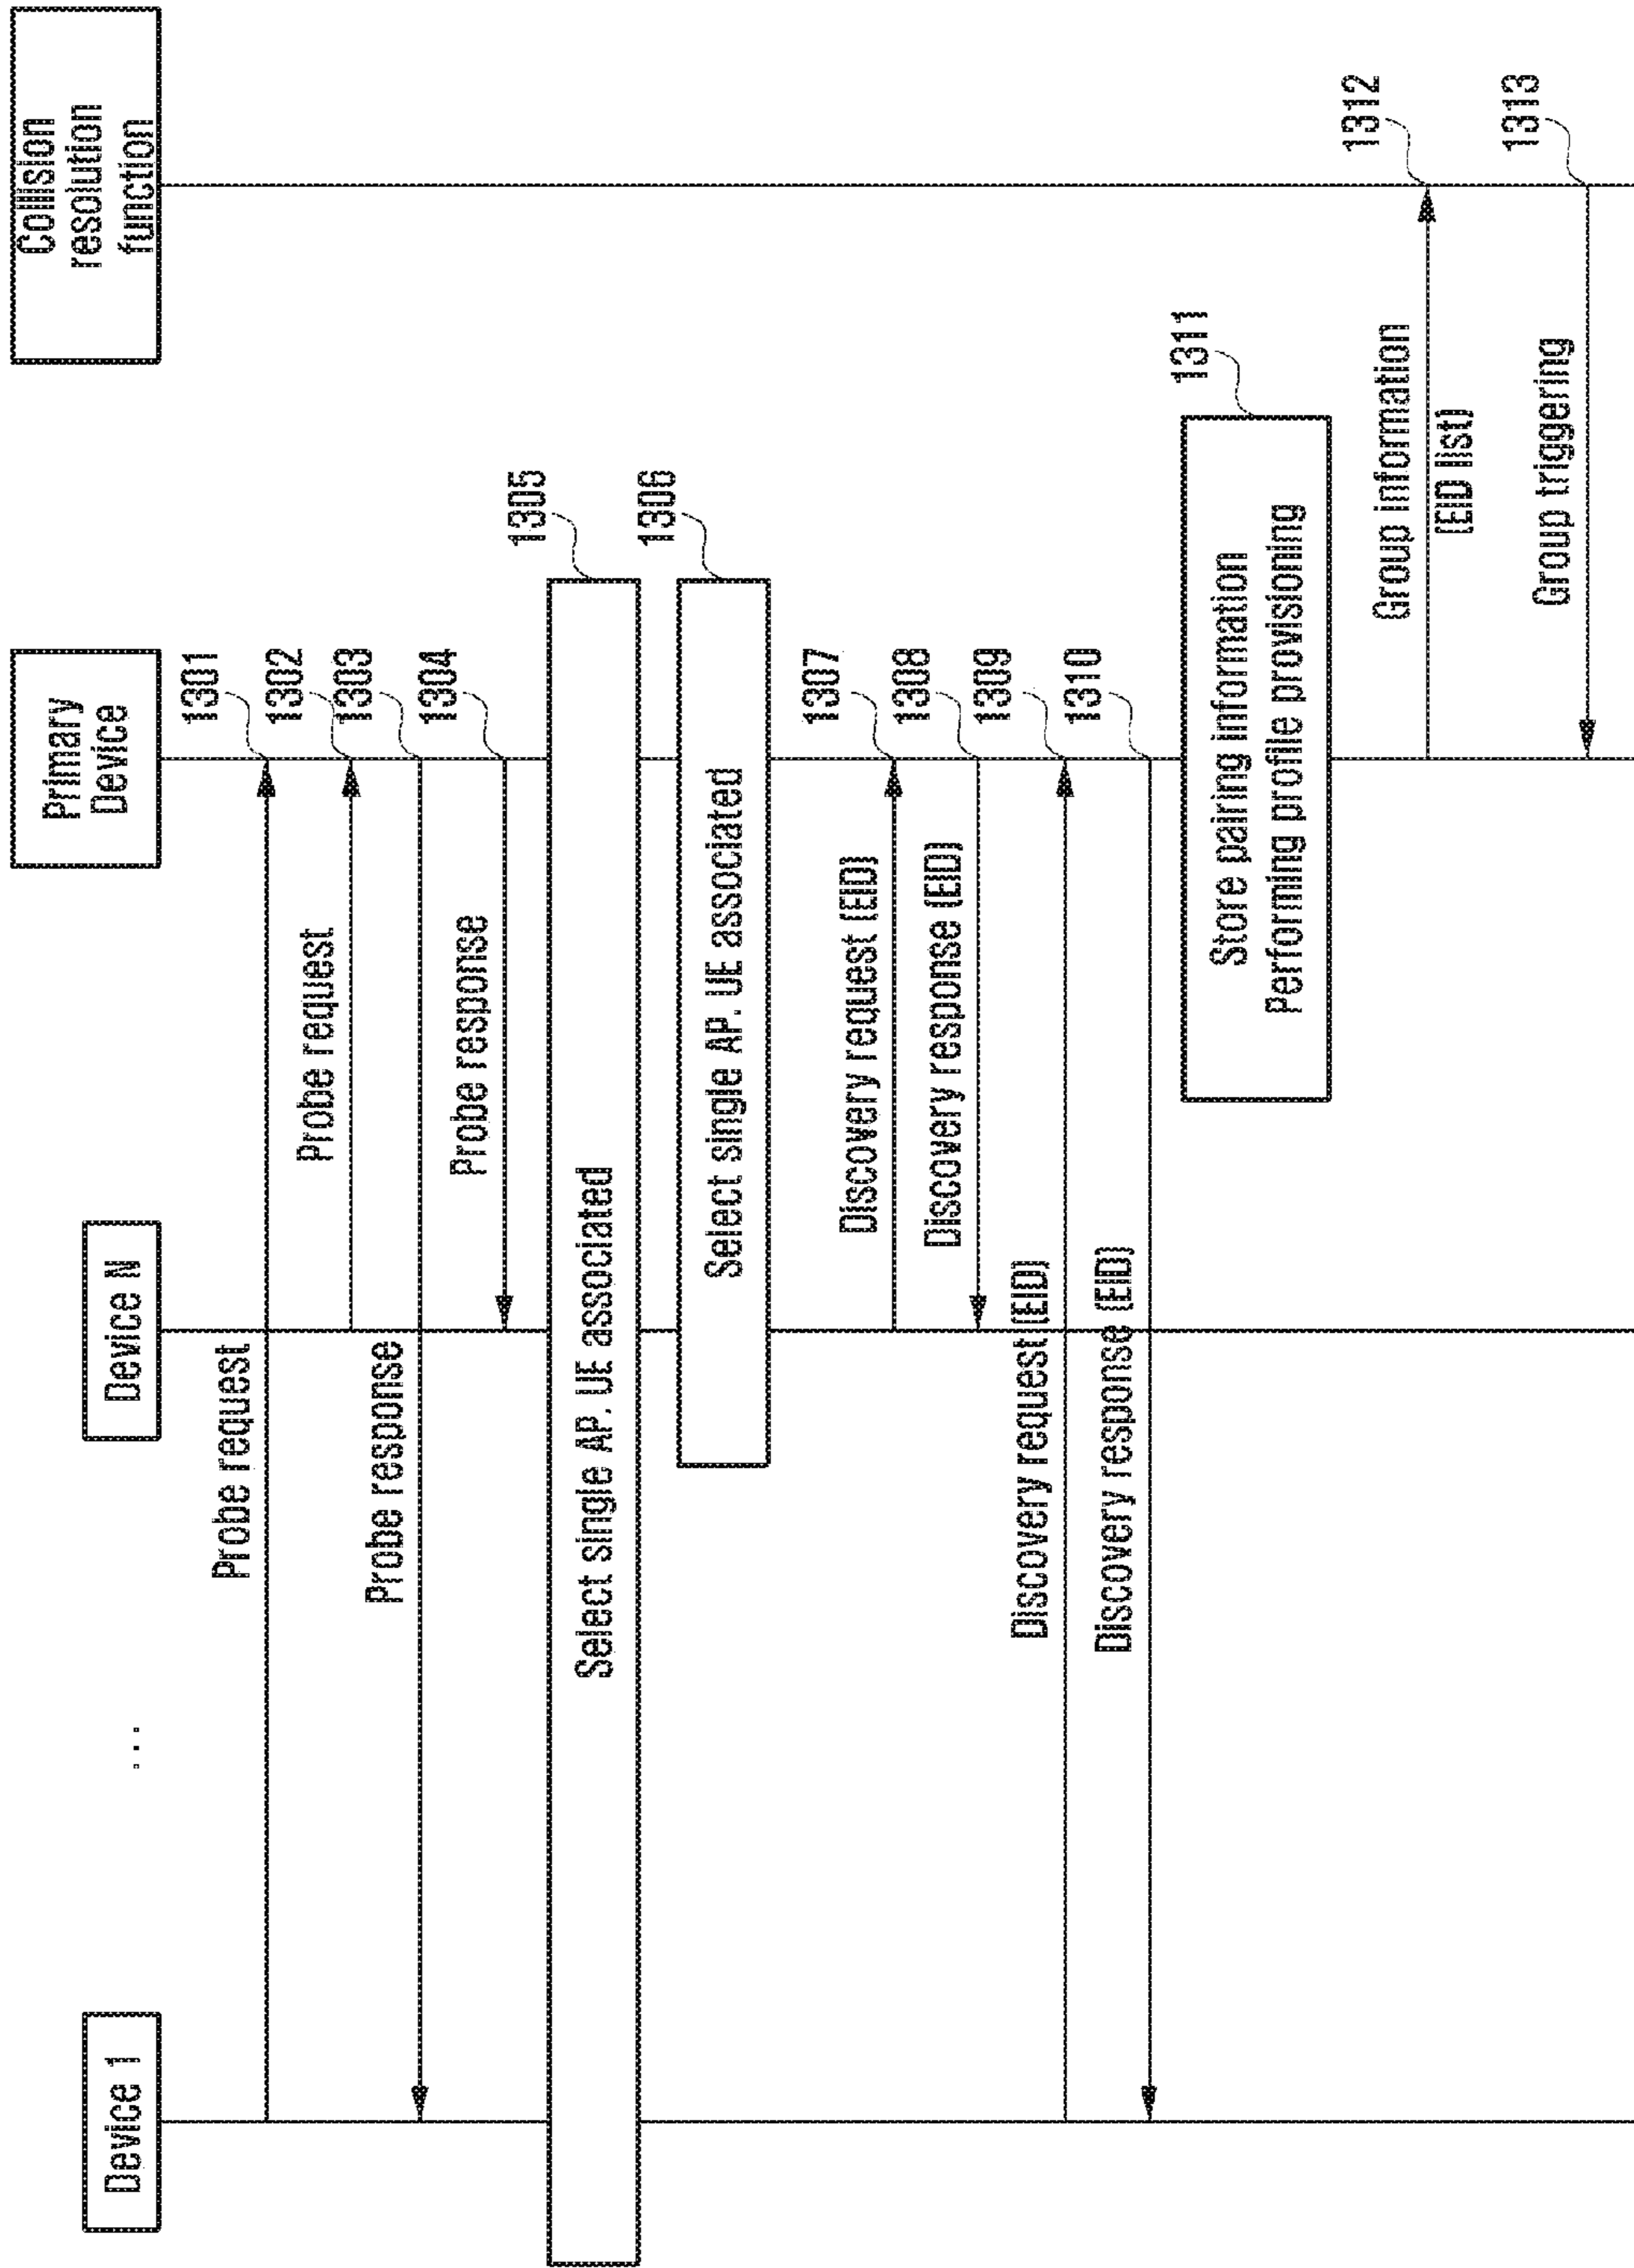 Device 1
...
Device N
Primary
Device
Collision
resolution
function
Probe request
1301
Probe request
1302
Probe response
1303
Probe response
1304
Select single AP. UE associated
1305
Select single AP. UE associated
1306
Discovery request (EID)
1307
Discovery response (EID)
1308
Discovery request (EID)
1309
Discovery response (EID)
1310
Store pairing information
Performing profile provisioning
1311
Group information
(EID list)
1312
Group triggering
1313